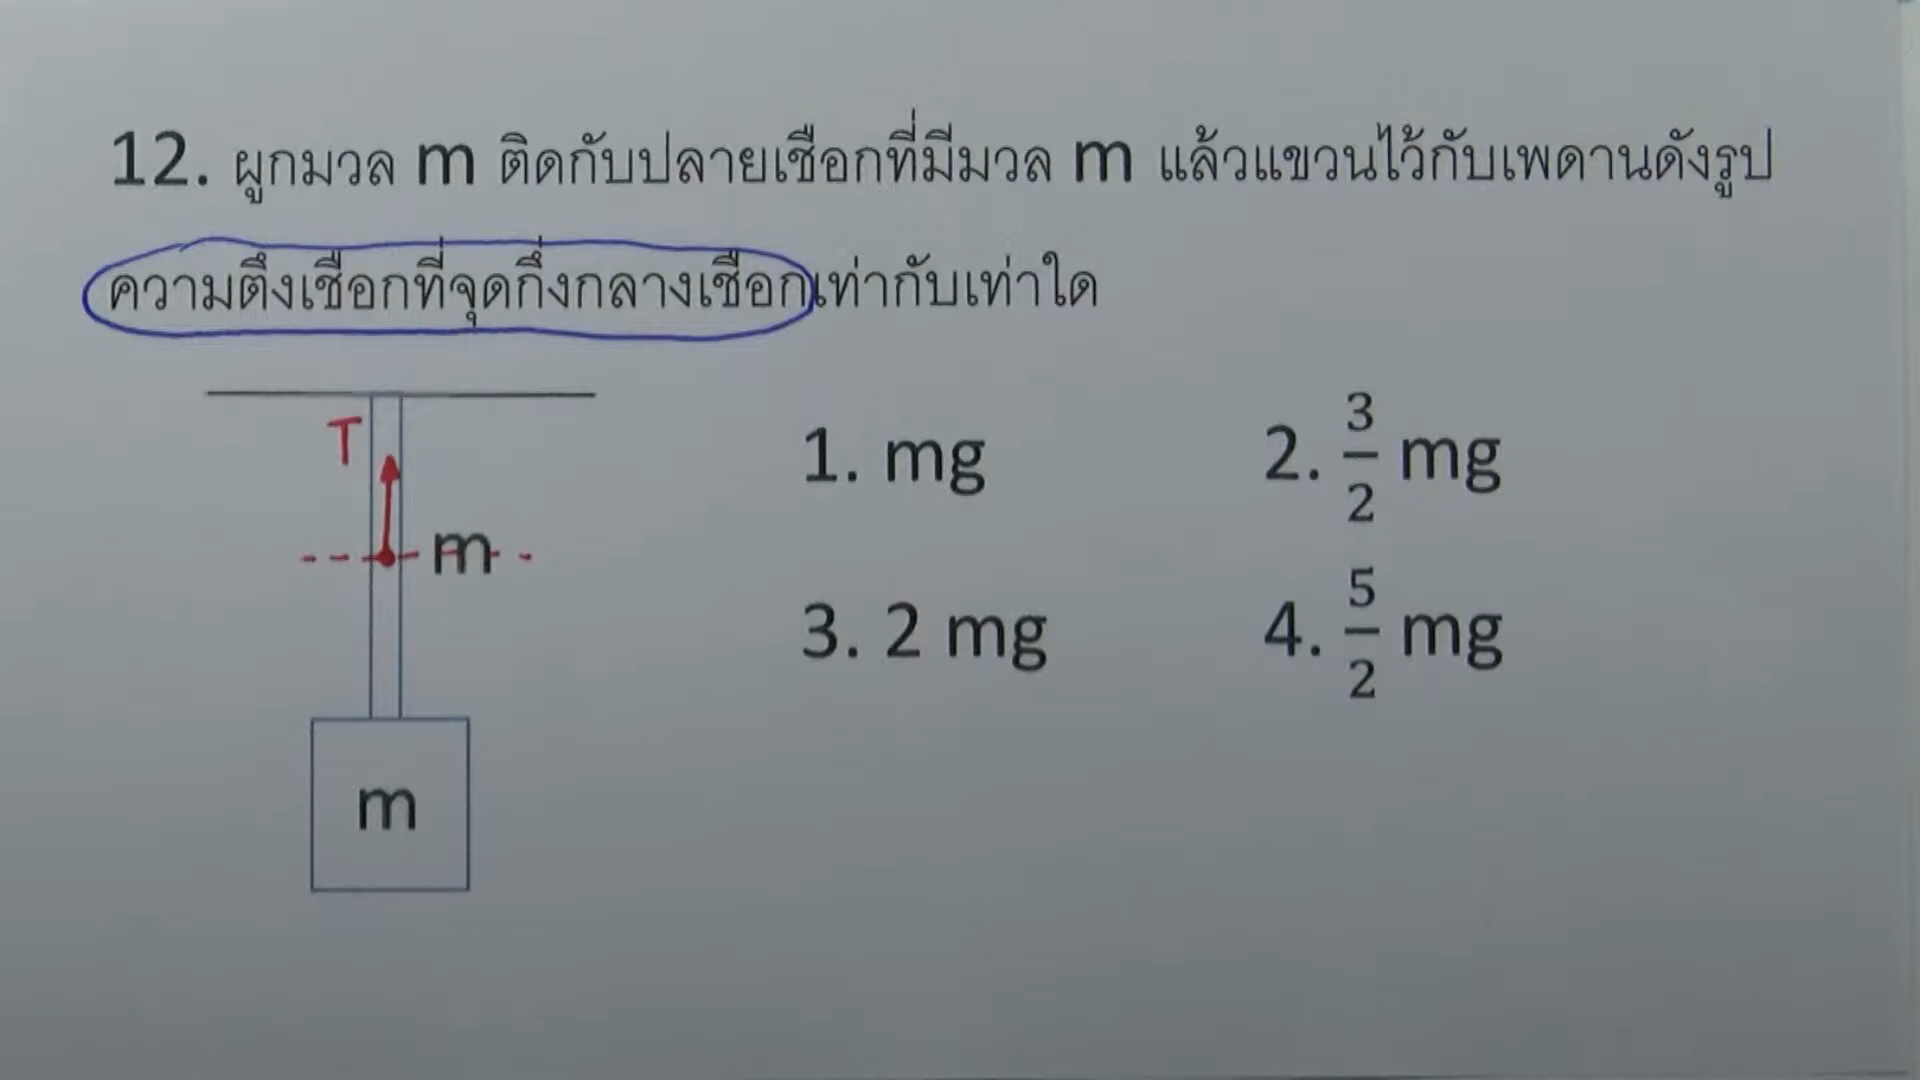 12. ผูกมวล m ติดกับปลายเชือกที่มีมวล m แล้วแขวนไว้กับเพดานดังรูป
ความตึงเชือกที่จุดกึ่งกลางเชือกเท่ากับเท่าใด
T
m
m
1. mg
2. 3/2 mg
3. 2 mg
4. 5/2 mg